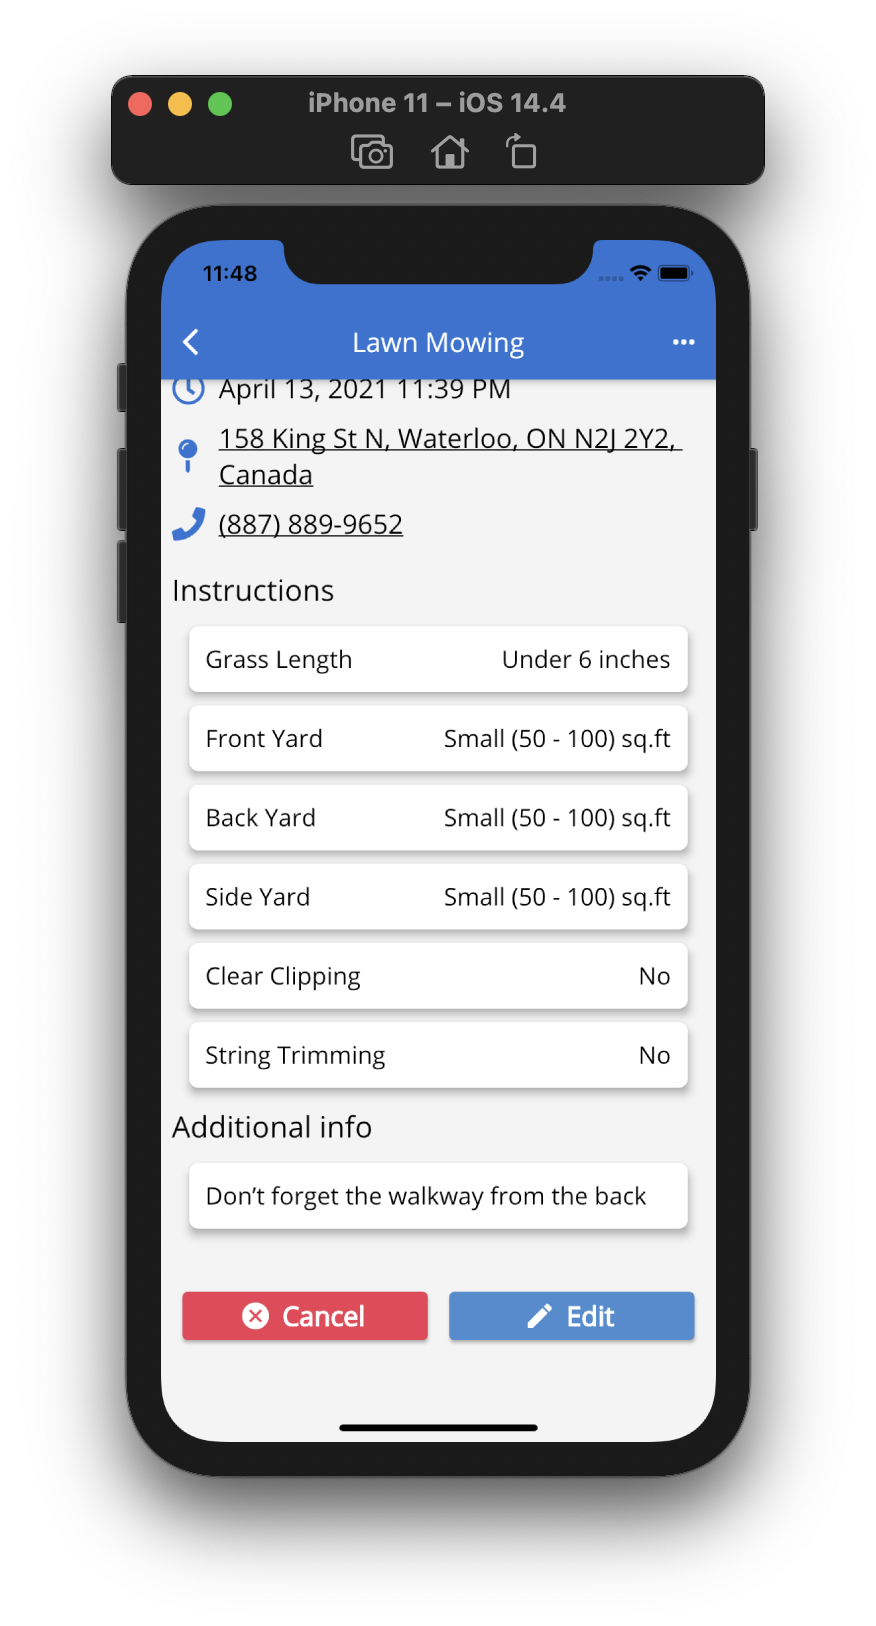 iPhone 11 – iOS 14.4
11:48
Lawn Mowing
April 13, 2021 11:39 PM
158 King St N, Waterloo, ON N2J 2Y2,
Canada
(887) 889-9652
Instructions
Grass Length Under 6 inches
Front Yard Small (50 - 100) sq.ft
Back Yard Small (50 - 100) sq.ft
Side Yard Small (50 - 100) sq.ft
Clear Clipping No
String Trimming No
Additional info
Don’t forget the walkway from the back
Cancel Edit